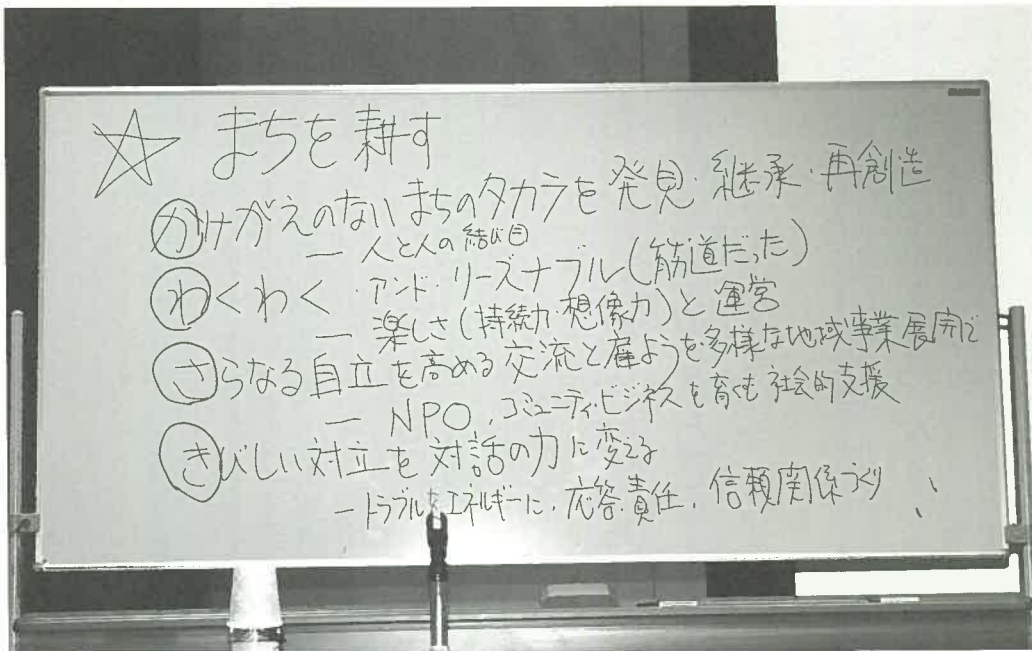 ☆ まちを耕す
かけがえのないまちのタカラを発見・継承・再創造
― 人と人の結び目
わくわく・アンド・リーズナブル(筋道だった)
― 楽しさ(持続力・想像力)と運営
さらなる自立を高める交流と雇ようを多様な地域事業展開で
― NPO、コミュニティ・ビジネスを育くむ社会的支援
きびしい対立を対話の力に変える
― トラブルをエネルギーに、応答・責任、信頼関係づくり